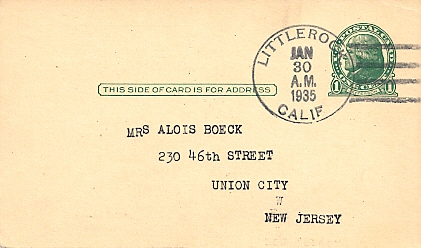 LITTLEROCK
JAN
30
A.M.
1935
CALIF
THIS SIDE OF CARD IS FOR ADDRESS
MRS ALOIS BOECK
230 46th STREET
UNION CITY
W
NEW JERSEY